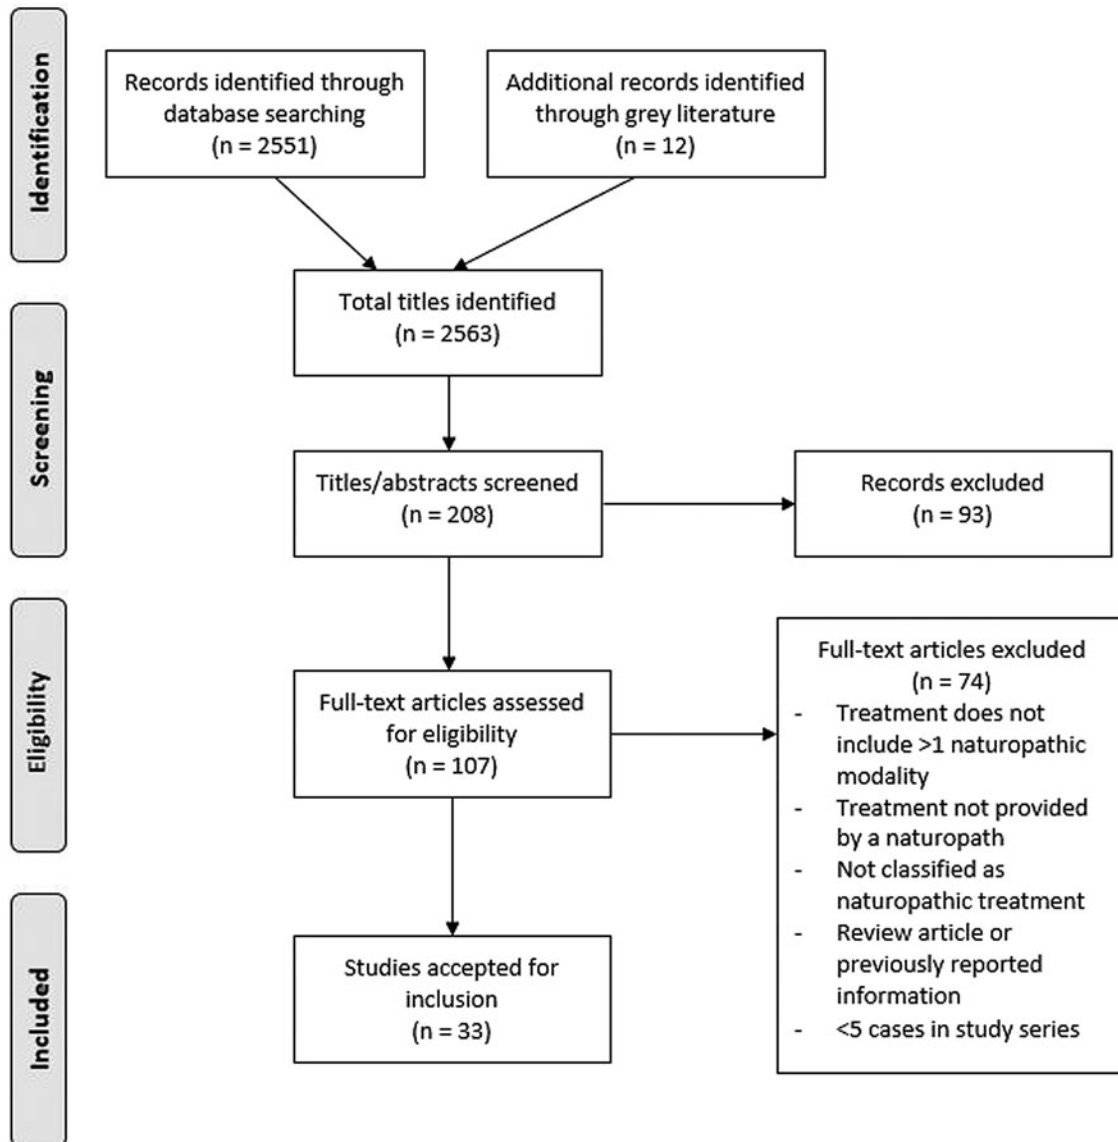 Identification
Records identified through
database searching
(n = 2551)
Additional records identified
through grey literature
(n = 12)
Total titles identified
(n = 2563)
Screening
Titles/abstracts screened
(n = 208)
Records excluded
(n = 93)
Eligibility
Full-text articles assessed
for eligibility
(n = 107)
Full-text articles excluded
(n = 74)
- Treatment does not
include >1 naturopathic
modality
- Treatment not provided
by a naturopath
- Not classified as
naturopathic treatment
- Review article or
previously reported
information
- <5 cases in study series
Included
Studies accepted for
inclusion
(n = 33)